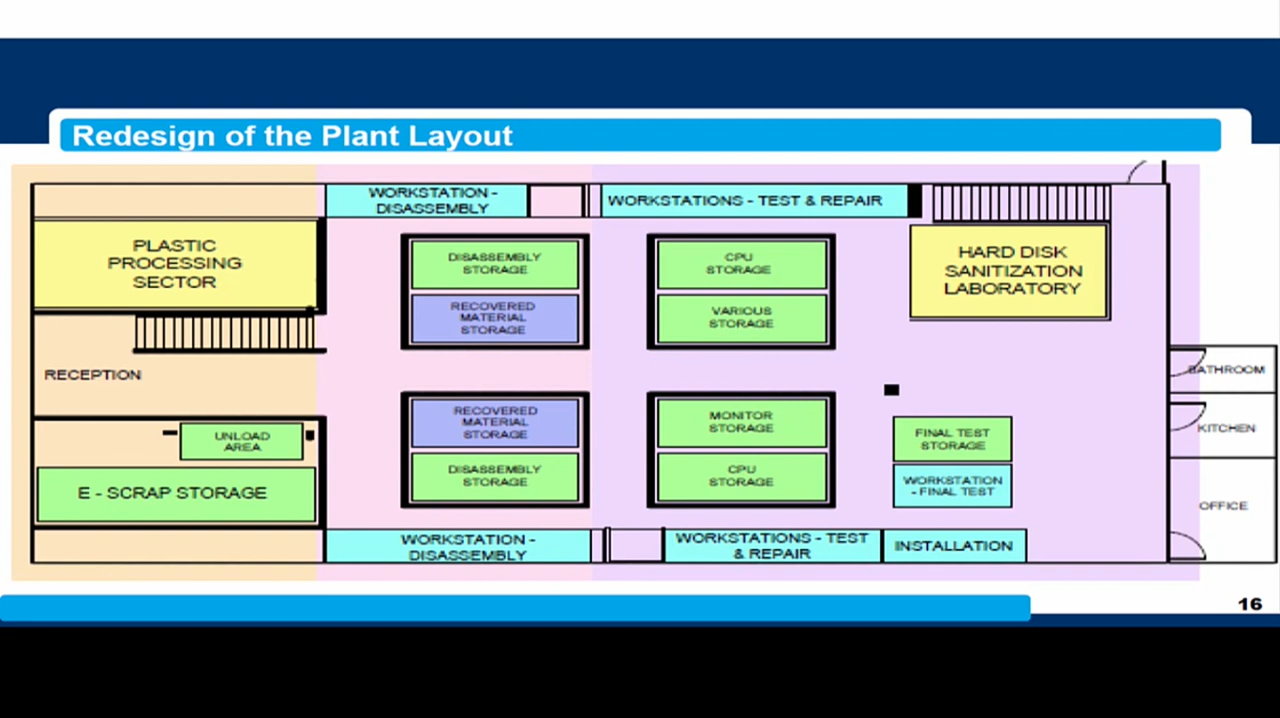 Redesign of the Plant Layout
WORKSTATION -
DISASSEMBLY
WORKSTATIONS - TEST & REPAIR
PLASTIC
PROCESSING
SECTOR
DISASSEMBLY
STORAGE
RECOVERED
MATERIAL
STORAGE
CPU
STORAGE
VARIOUS
STORAGE
HARD DISK
SANITIZATION
LABORATORY
RECEPTION
BATHROOM
UNLOAD
AREA
E - SCRAP STORAGE
RECOVERED
MATERIAL
STORAGE
DISASSEMBLY
STORAGE
MONITOR
STORAGE
CPU
STORAGE
FINAL TEST
STORAGE
WORKSTATION
- FINAL TEST
KITCHEN
OFFICE
WORKSTATION -
DISASSEMBLY
WORKSTATIONS - TEST
& REPAIR
INSTALLATION
16